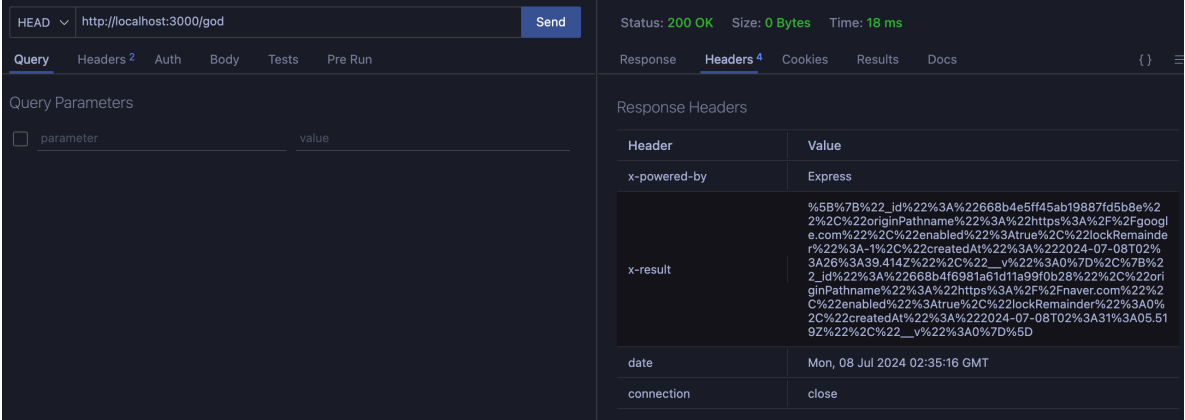 HEAD http://localhost:3000/god Send
Query Headers 2 Auth Body Tests Pre Run
Query Parameters
parameter value
Status: 200 OK Size: 0 Bytes Time: 18 ms
Response Headers 4 Cookies Results Docs { }
Response Headers
Header Value
x-powered-by Express
x-result
%5B%7B%22_id%22%3A%22668b4e5ff45ab19887fd5b8e%2
2%2C%22originPathname%22%3A%22https%3A%2F%2Fgoogl
e.com%22%2C%22enabled%22%3Atrue%2C%22lockRemainde
r%22%3A-1%2C%22createdAt%22%3A%222024-07-08T02%
3A26%3A39.414Z%22%2C%22__v%22%3A0%7D%2C%7B%2
2_id%22%3A%22668b4f6981a61d11a99f0b28%22%2C%22ori
ginPathname%22%3A%22https%3A%2F%2Fnaver.com%22%2
C%22enabled%22%3Atrue%2C%22lockRemainder%22%3A0%
2C%22createdAt%22%3A%222024-07-08T02%3A31%3A05.51
9Z%22%2C%22__v%22%3A0%7D%5D
date Mon, 08 Jul 2024 02:35:16 GMT
connection close